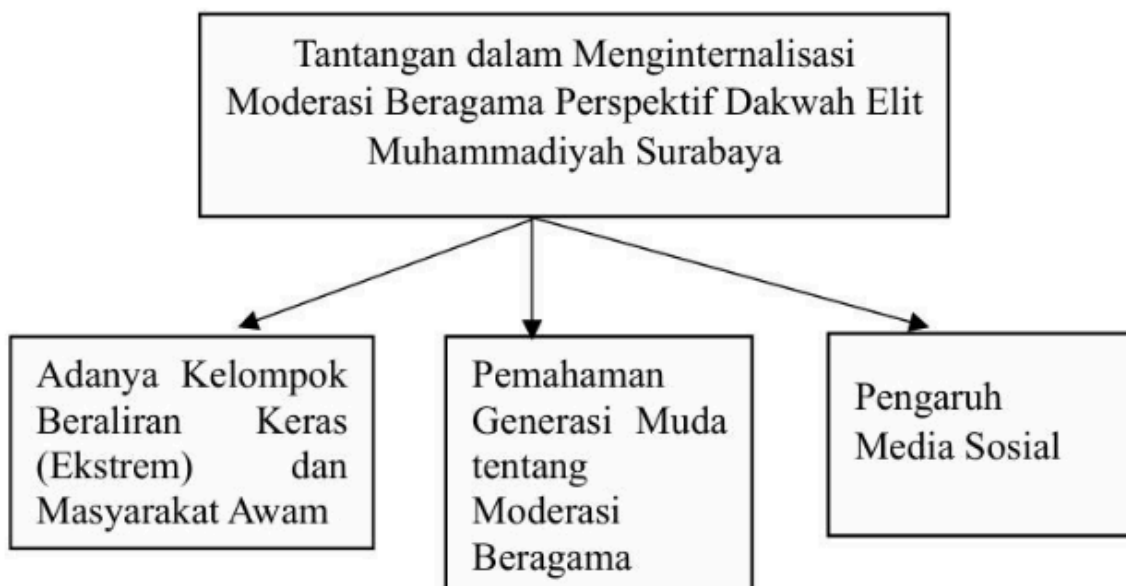 Tantangan dalam Menginternalisasi
Moderasi Beragama Perspektif Dakwah Elit
Muhammadiyah Surabaya
Adanya Kelompok
Beraliran Keras
(Ekstrem) dan
Masyarakat Awam
Pemahaman
Generasi Muda
tentang
Moderasi
Beragama
Pengaruh
Media Sosial